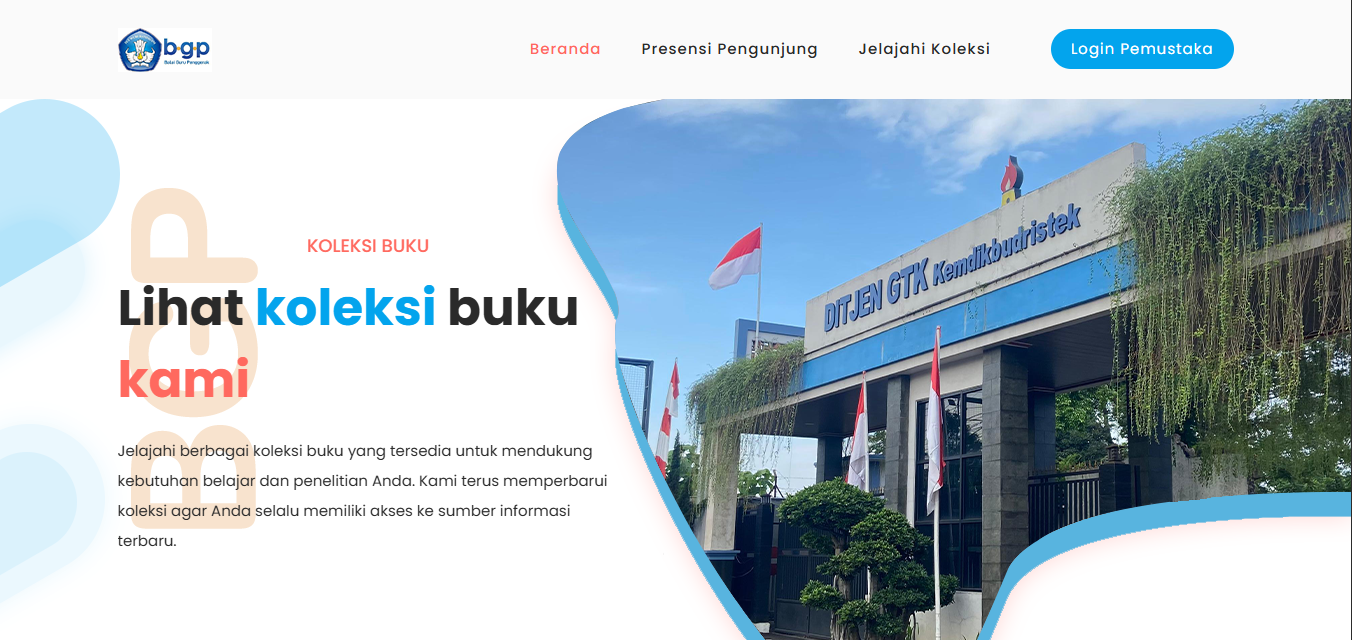 b·g·p
Balai Guru Penggerak
Beranda
Presensi Pengunjung
Jelajahi Koleksi
Login Pemustaka
BGP
KOLEKSI BUKU
Lihat koleksi buku
kami
Jelajahi berbagai koleksi buku yang tersedia untuk mendukung
kebutuhan belajar dan penelitian Anda. Kami terus memperbarui
koleksi agar Anda selalu memiliki akses ke sumber informasi
terbaru.
DITJEN GTK Kemdikbudristek